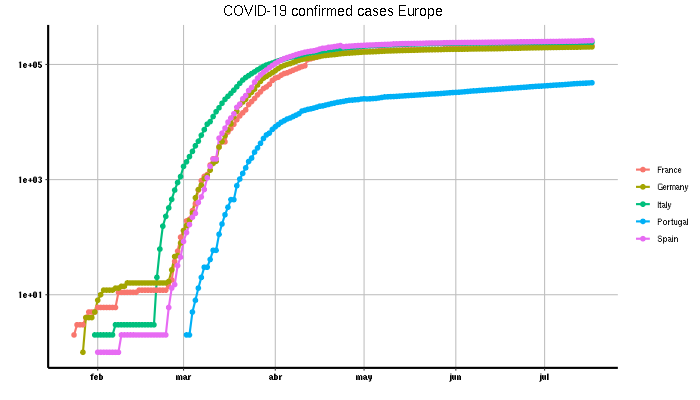 COVID-19 confirmed cases Europe
1e+05
1e+03
1e+01
feb mar abr may jun jul
France
Germany
Italy
Portugal
Spain